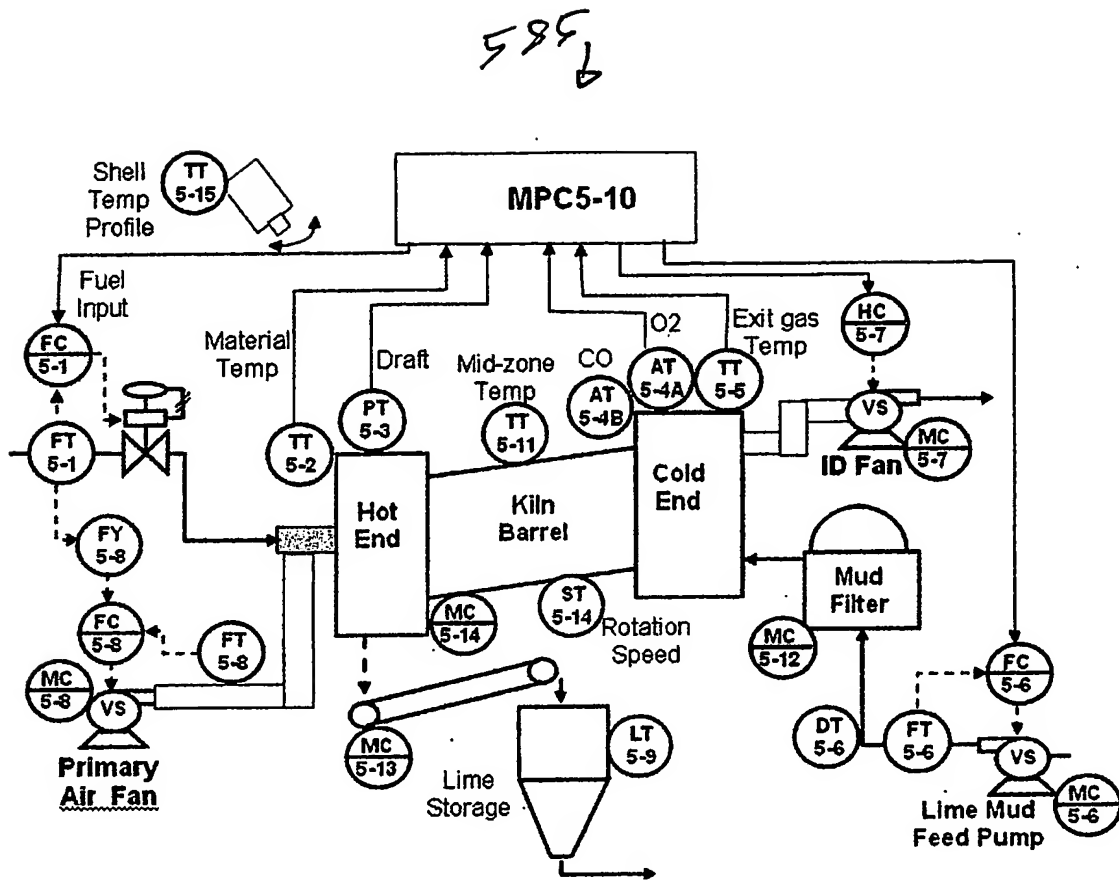 585
MPC5-10
Shell
Temp
Profile
TT
5-15
Fuel
Input
FC
5-1
FT
5-1
FY
5-8
FC
5-8
FT
5-8
MC
5-8
VS
Primary
Air Fan
Material
Temp
TT
5-2
Draft
PT
5-3
Hot
End
Mid-zone
Temp
TT
5-11
Kiln
Barrel
CO
AT
5-4B
O2
AT
5-4A
Exit gas
Temp
TT
5-5
Cold
End
HC
5-7
VS
MC
5-7
ID Fan
MC
5-14
ST
5-14
Rotation
Speed
MC
5-13
Lime
Storage
LT
5-9
Mud
Filter
MC
5-12
DT
5-6
FT
5-6
FC
5-6
VS
MC
5-6
Lime Mud
Feed Pump